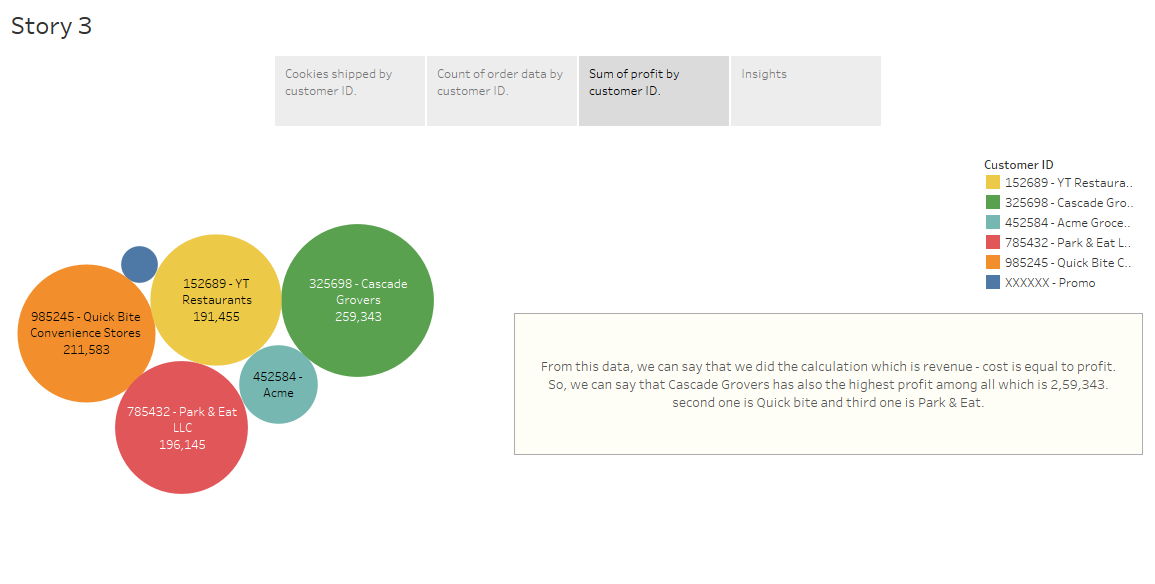 Story 3
Cookies shipped by
customer ID.
Count of order data by
customer ID.
Sum of profit by
customer ID.
Insights
Customer ID
152689 - YT Restaura..
325698 - Cascade Gro..
452584 - Acme Groce..
785432 - Park & Eat L..
985245 - Quick Bite C..
XXXXXX - Promo
152689 - YT
Restaurants
191,455
325698 - Cascade
Grovers
259,343
985245 - Quick Bite
Convenience Stores
211,583
452584 -
Acme
785432 - Park & Eat
LLC
196,145
From this data, we can say that we did the calculation which is revenue - cost is equal to profit.
So, we can say that Cascade Grovers has also the highest profit among all which is 2,59,343.
second one is Quick bite and third one is Park & Eat.